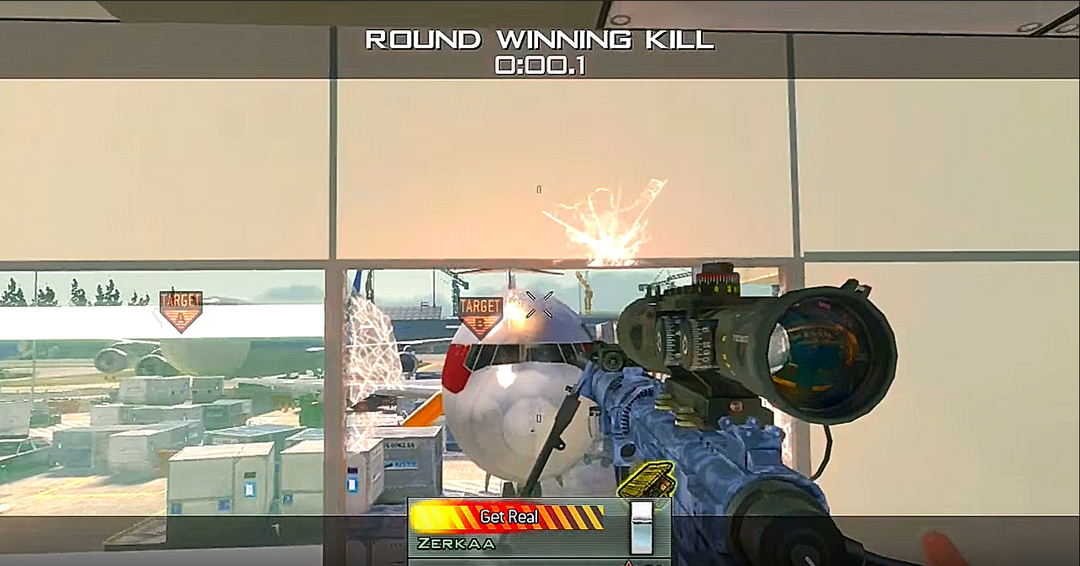 ROUND WINNING KILL
0:00.1
TARGET
A
TARGET
B
Get Real
ZERKAA